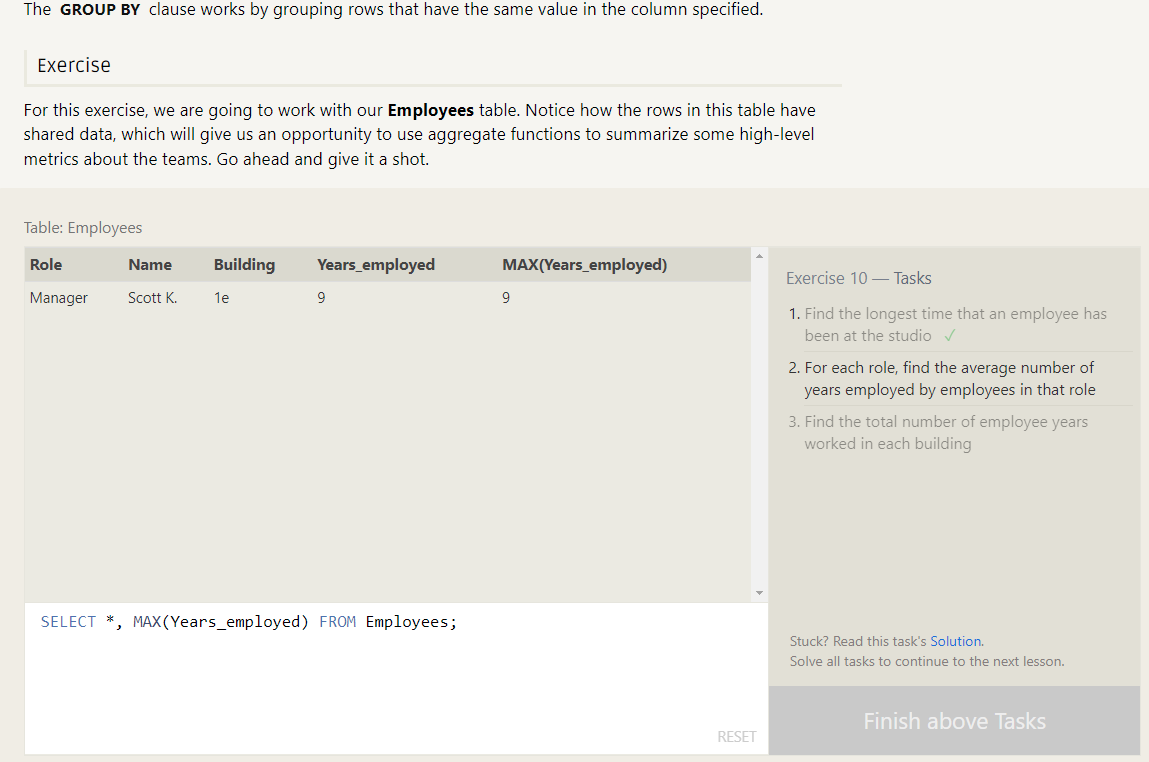 The GROUP BY clause works by grouping rows that have the same value in the column specified.
Exercise
For this exercise, we are going to work with our Employees table. Notice how the rows in this table have
shared data, which will give us an opportunity to use aggregate functions to summarize some high-level
metrics about the teams. Go ahead and give it a shot.
Table: Employees
Role Name Building Years_employed MAX(Years_employed)
Manager Scott K. 1e 9 9
SELECT *, MAX(Years_employed) FROM Employees;
RESET
Exercise 10 — Tasks
1. Find the longest time that an employee has
been at the studio ✓
2. For each role, find the average number of
years employed by employees in that role
3. Find the total number of employee years
worked in each building
Stuck? Read this task's Solution.
Solve all tasks to continue to the next lesson.
Finish above Tasks